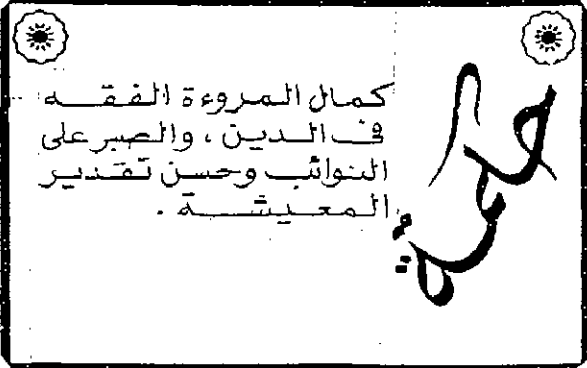 حكمة
كمال المروءة الفقه
في الدين ، والصبر على
النوائب وحسن تقدير
المعيشة .